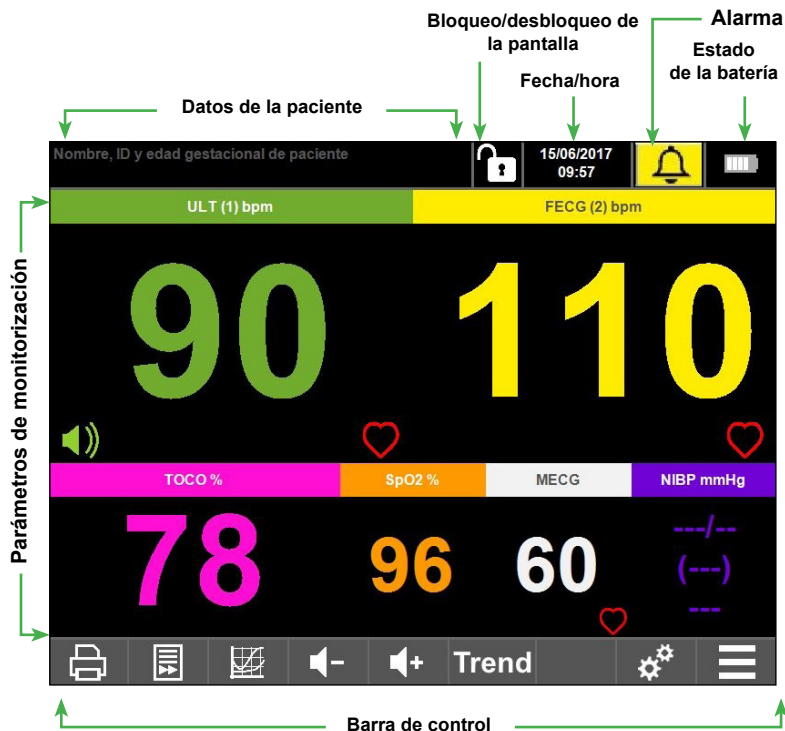 Bloqueo/desbloqueo de
la pantalla
Alarma
Fecha/hora
Estado
de la batería
Datos de la paciente
Nombre, ID y edad gestacional de paciente
15/06/2017
09:57
Parámetros de monitorización
ULT (1) bpm
FECG (2) bpm
90
110
TOCO %
SpO2 %
MECG
NIBP mmHg
78
96
60
---/--
(---)
---
Trend
Barra de control